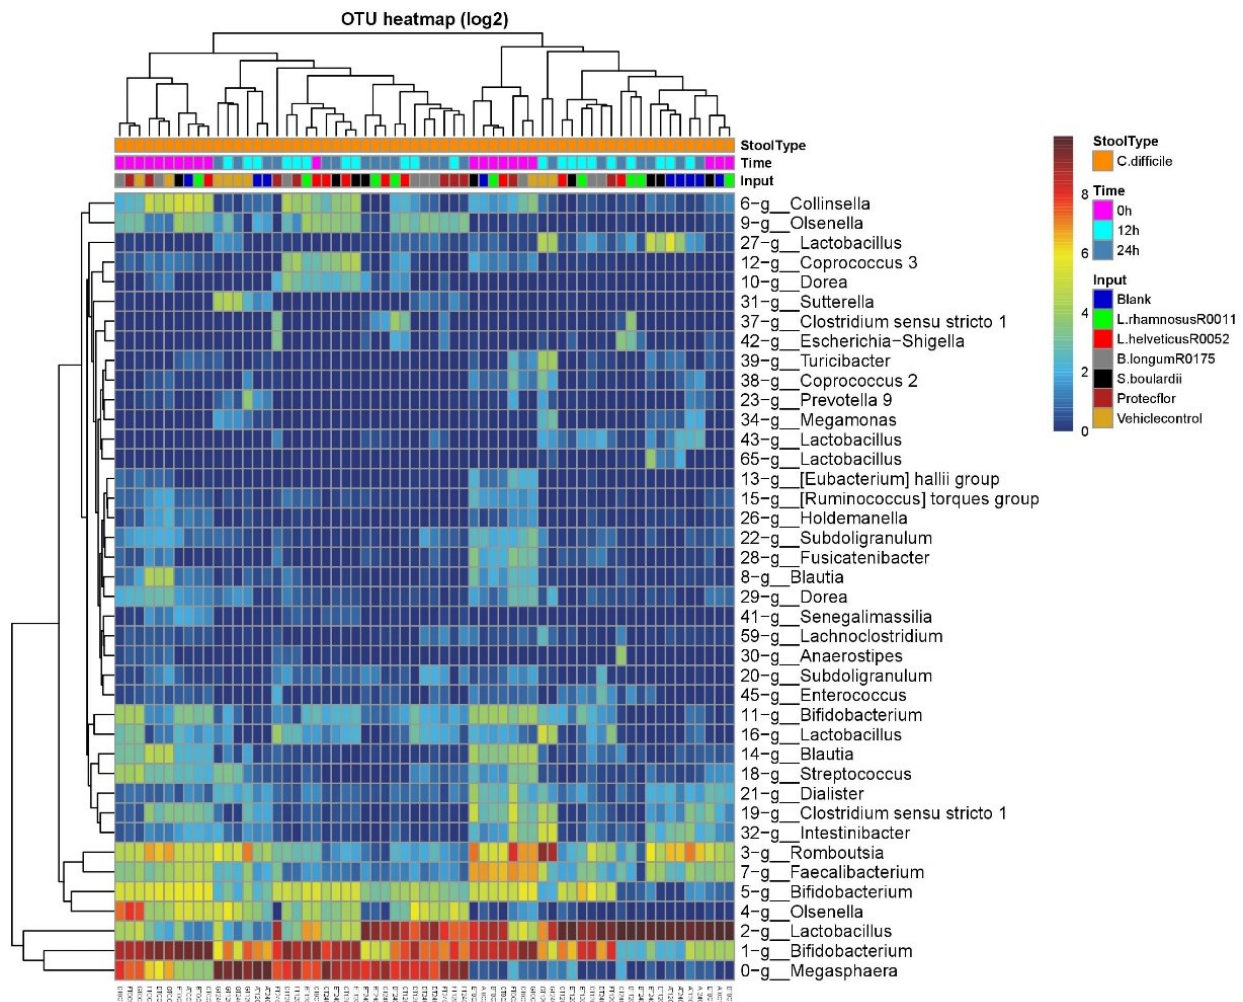 OTU heatmap (log2)
StoolType
Time
Input
6-g__Collinsella
9-g__Olsenella
27-g__Lactobacillus
12-g__Coprococcus 3
10-g__Dorea
31-g__Sutterella
37-g__Clostridium sensu stricto 1
42-g__Escherichia-Shigella
39-g__Turicibacter
38-g__Coprococcus 2
23-g__Prevotella 9
34-g__Megamonas
43-g__Lactobacillus
65-g__Lactobacillus
13-g__[Eubacterium] hallii group
15-g__[Ruminococcus] torques group
26-g__Holdemanella
22-g__Subdoligranulum
28-g__Fusicatenibacter
8-g__Blautia
29-g__Dorea
41-g__Senegalimassilia
59-g__Lachnoclostridium
30-g__Anaerostipes
20-g__Subdoligranulum
45-g__Enterococcus
11-g__Bifidobacterium
16-g__Lactobacillus
14-g__Blautia
18-g__Streptococcus
21-g__Dialister
19-g__Clostridium sensu stricto 1
32-g__Intestinibacter
3-g__Romboutsia
7-g__Faecalibacterium
5-g__Bifidobacterium
4-g__Olsenella
2-g__Lactobacillus
1-g__Bifidobacterium
0-g__Megasphaera
8
6
4
2
0
StoolType
C.difficile
Time
0h
12h
24h
Input
Blank
L.rhamnosusR0011
L.helveticusR0052
B.longumR0175
S.boulardii
Protecflor
Vehiclecontrol